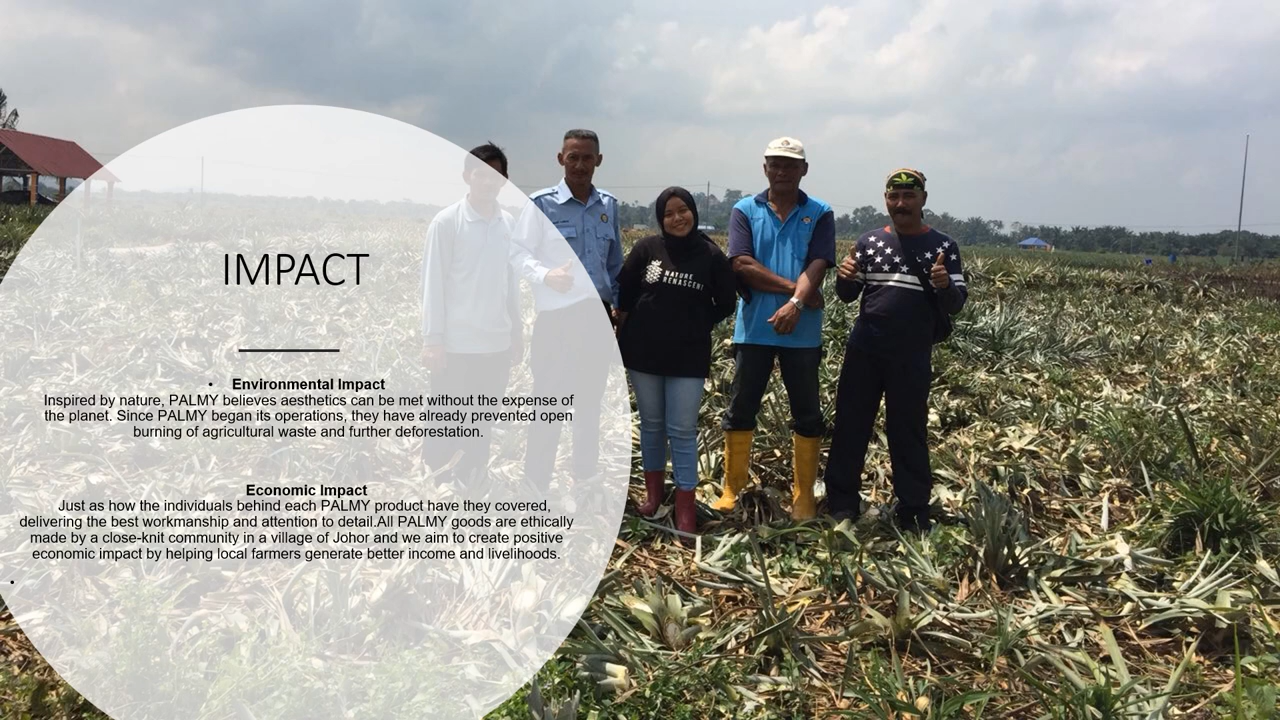 IMPACT
• Environmental Impact
Inspired by nature, PALMY believes aesthetics can be met without the expense of
the planet. Since PALMY began its operations, they have already prevented open
burning of agricultural waste and further deforestation.
Economic Impact
Just as how the individuals behind each PALMY product have they covered,
delivering the best workmanship and attention to detail.All PALMY goods are ethically
made by a close-knit community in a village of Johor and we aim to create positive
economic impact by helping local farmers generate better income and livelihoods.
•
NATURE
RENASCENT